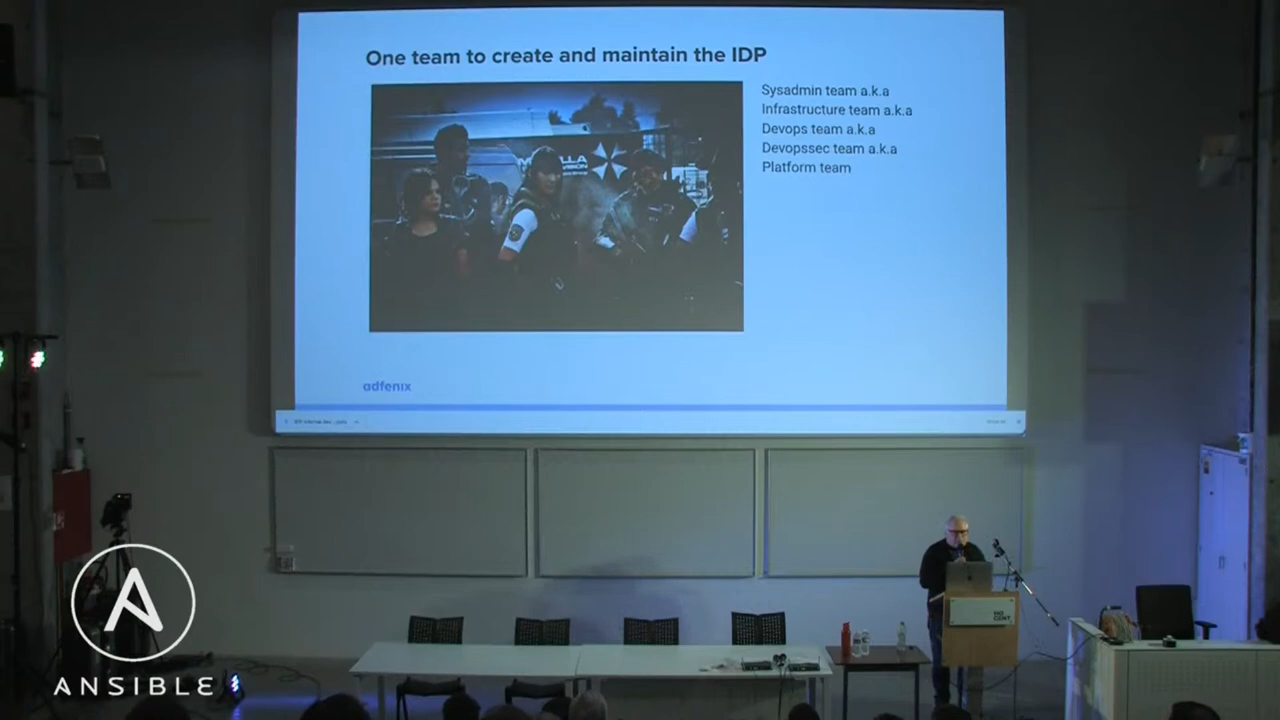 One team to create and maintain the IDP
Sysadmin team a.k.a
Infrastructure team a.k.a
Devops team a.k.a
Devopssec team a.k.a
Platform team
adfenix
ANSIBLE